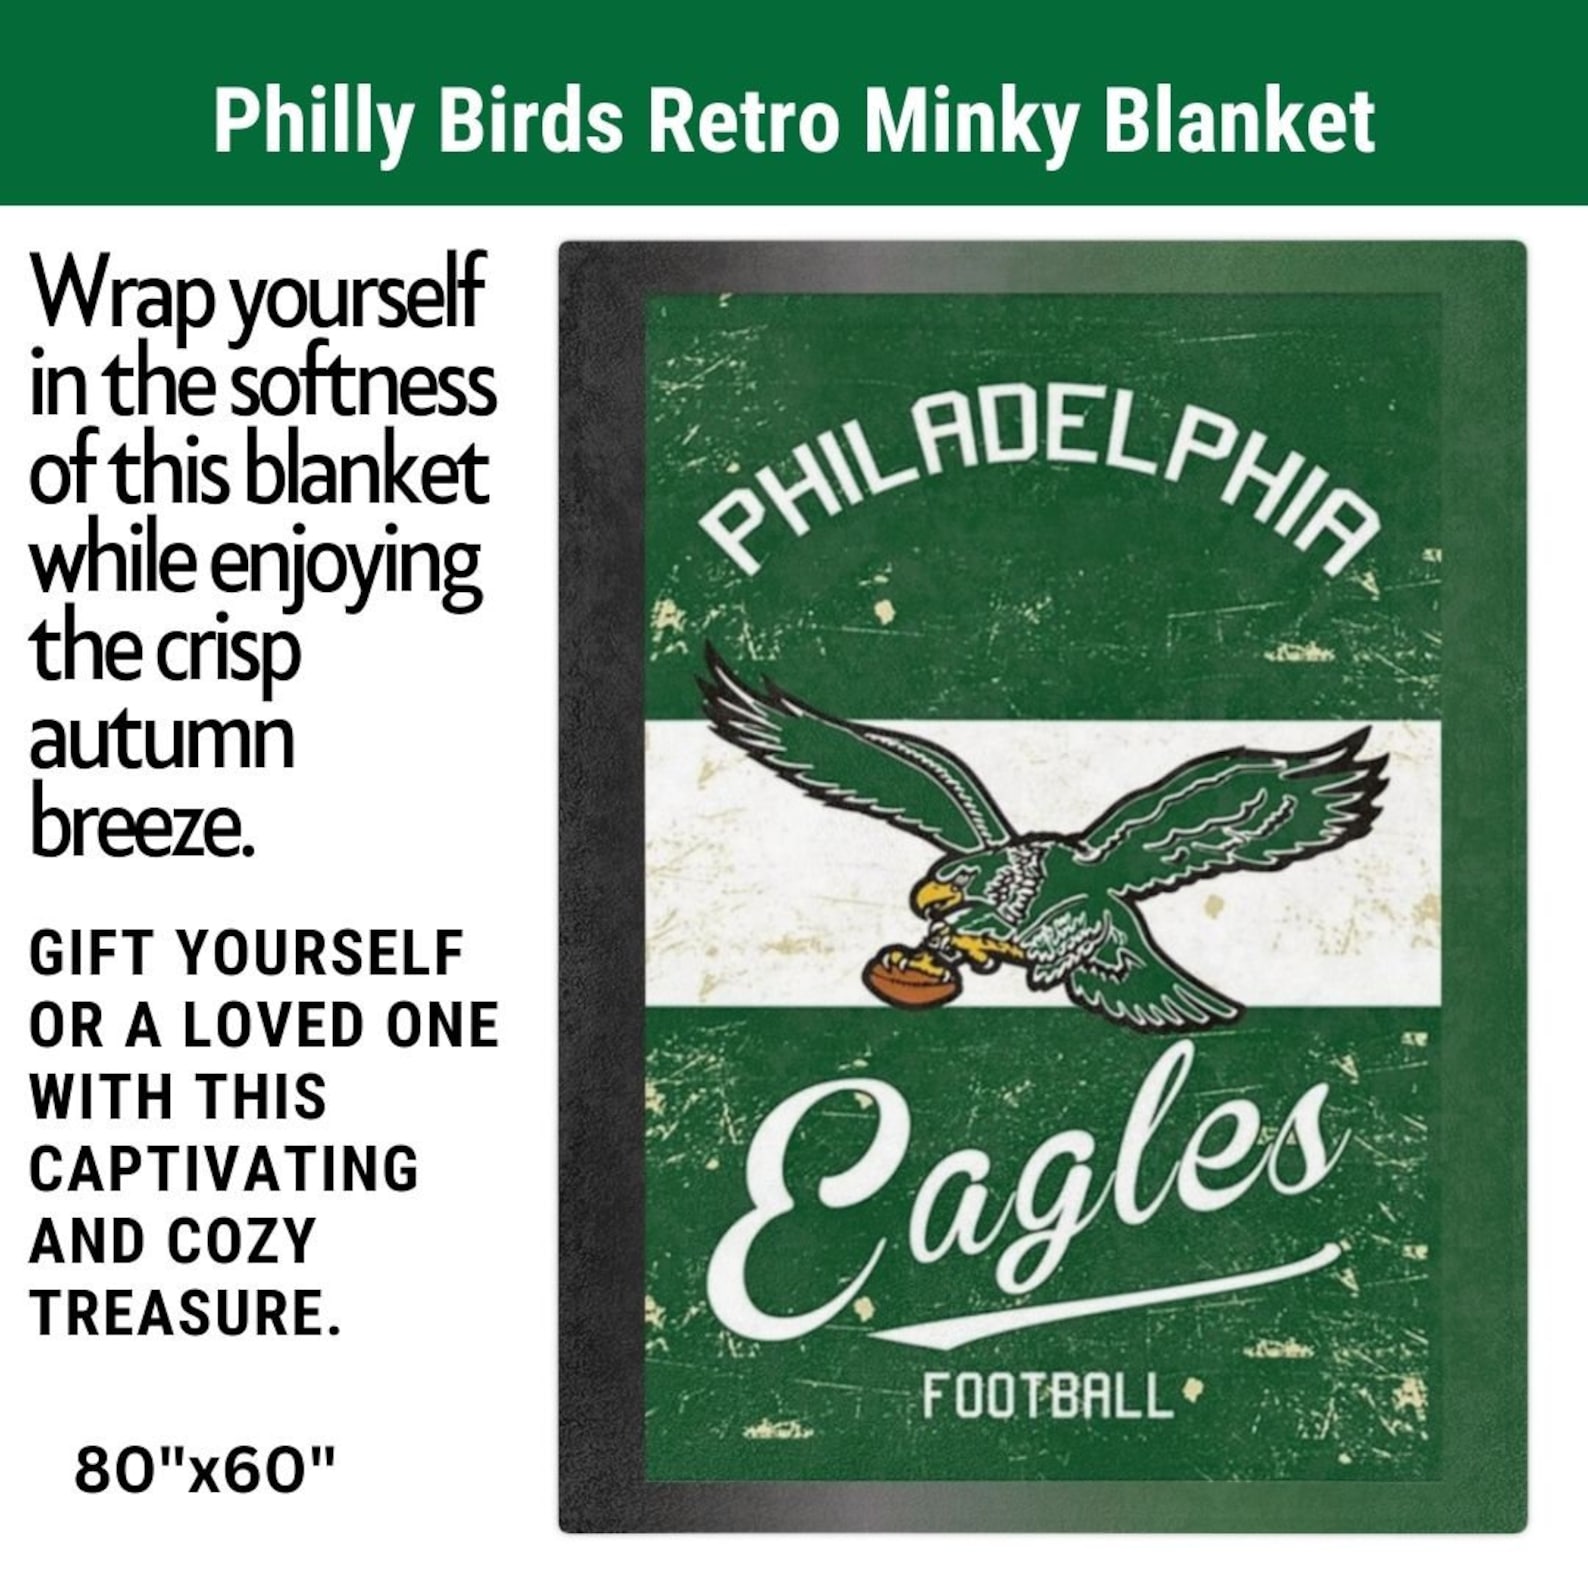 Philly Birds Retro Minky Blanket
Wrap yourself
in the softness
of this blanket
while enjoying
the crisp
autumn
breeze.
GIFT YOURSELF
OR A LOVED ONE
WITH THIS
CAPTIVATING
AND COZY
TREASURE.
80"x60"
PHILADELPHIA
Eagles
FOOTBALL